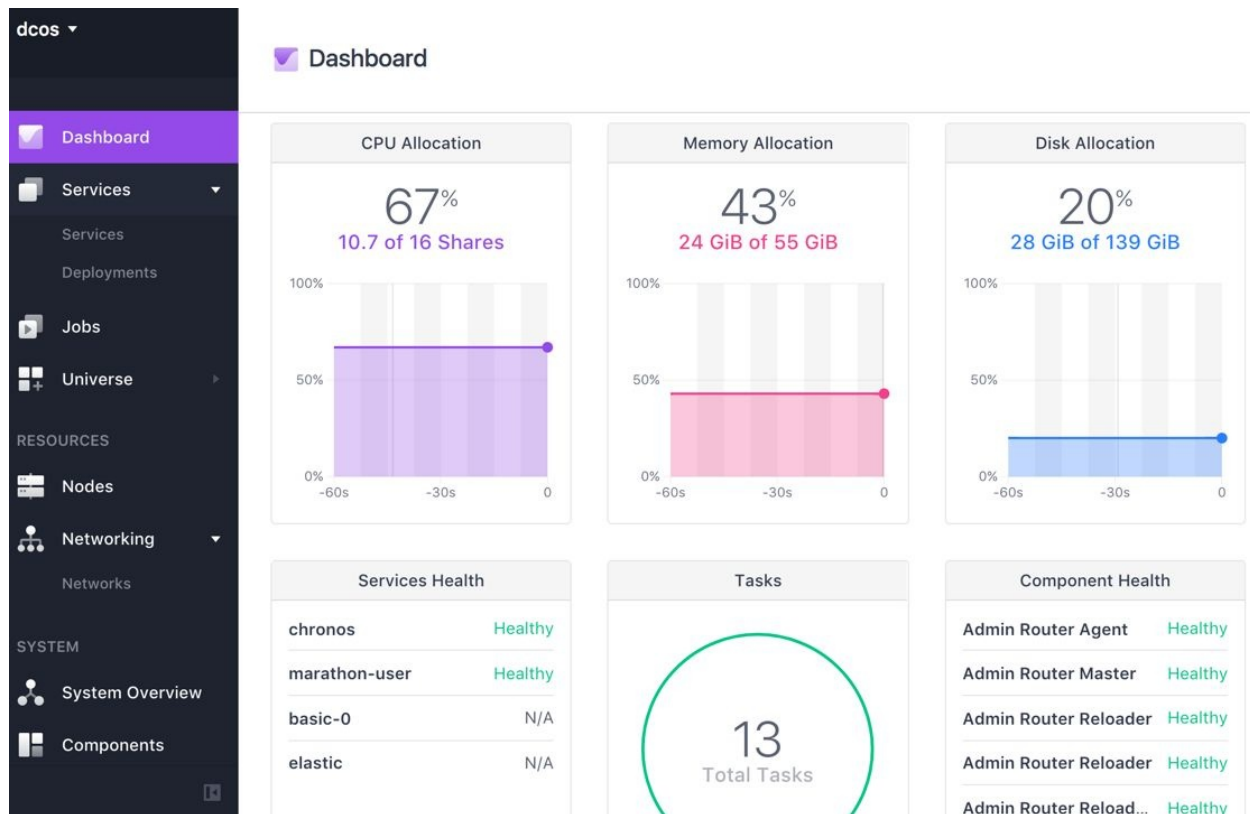 dcos
Dashboard
Services
Services
Deployments
Jobs
Universe
RESOURCES
Nodes
Networking
Networks
SYSTEM
System Overview
Components
Dashboard
CPU Allocation
67%
10.7 of 16 Shares
100%
50%
0%
-60s -30s 0
Memory Allocation
43%
24 GiB of 55 GiB
100%
50%
0%
-60s -30s 0
Disk Allocation
20%
28 GiB of 139 GiB
100%
50%
0%
-60s -30s 0
Services Health
chronos Healthy
marathon-user Healthy
basic-0 N/A
elastic N/A
Tasks
13
Total Tasks
Component Health
Admin Router Agent Healthy
Admin Router Master Healthy
Admin Router Reloader Healthy
Admin Router Reloader Healthy
Admin Router Reload... Healthy